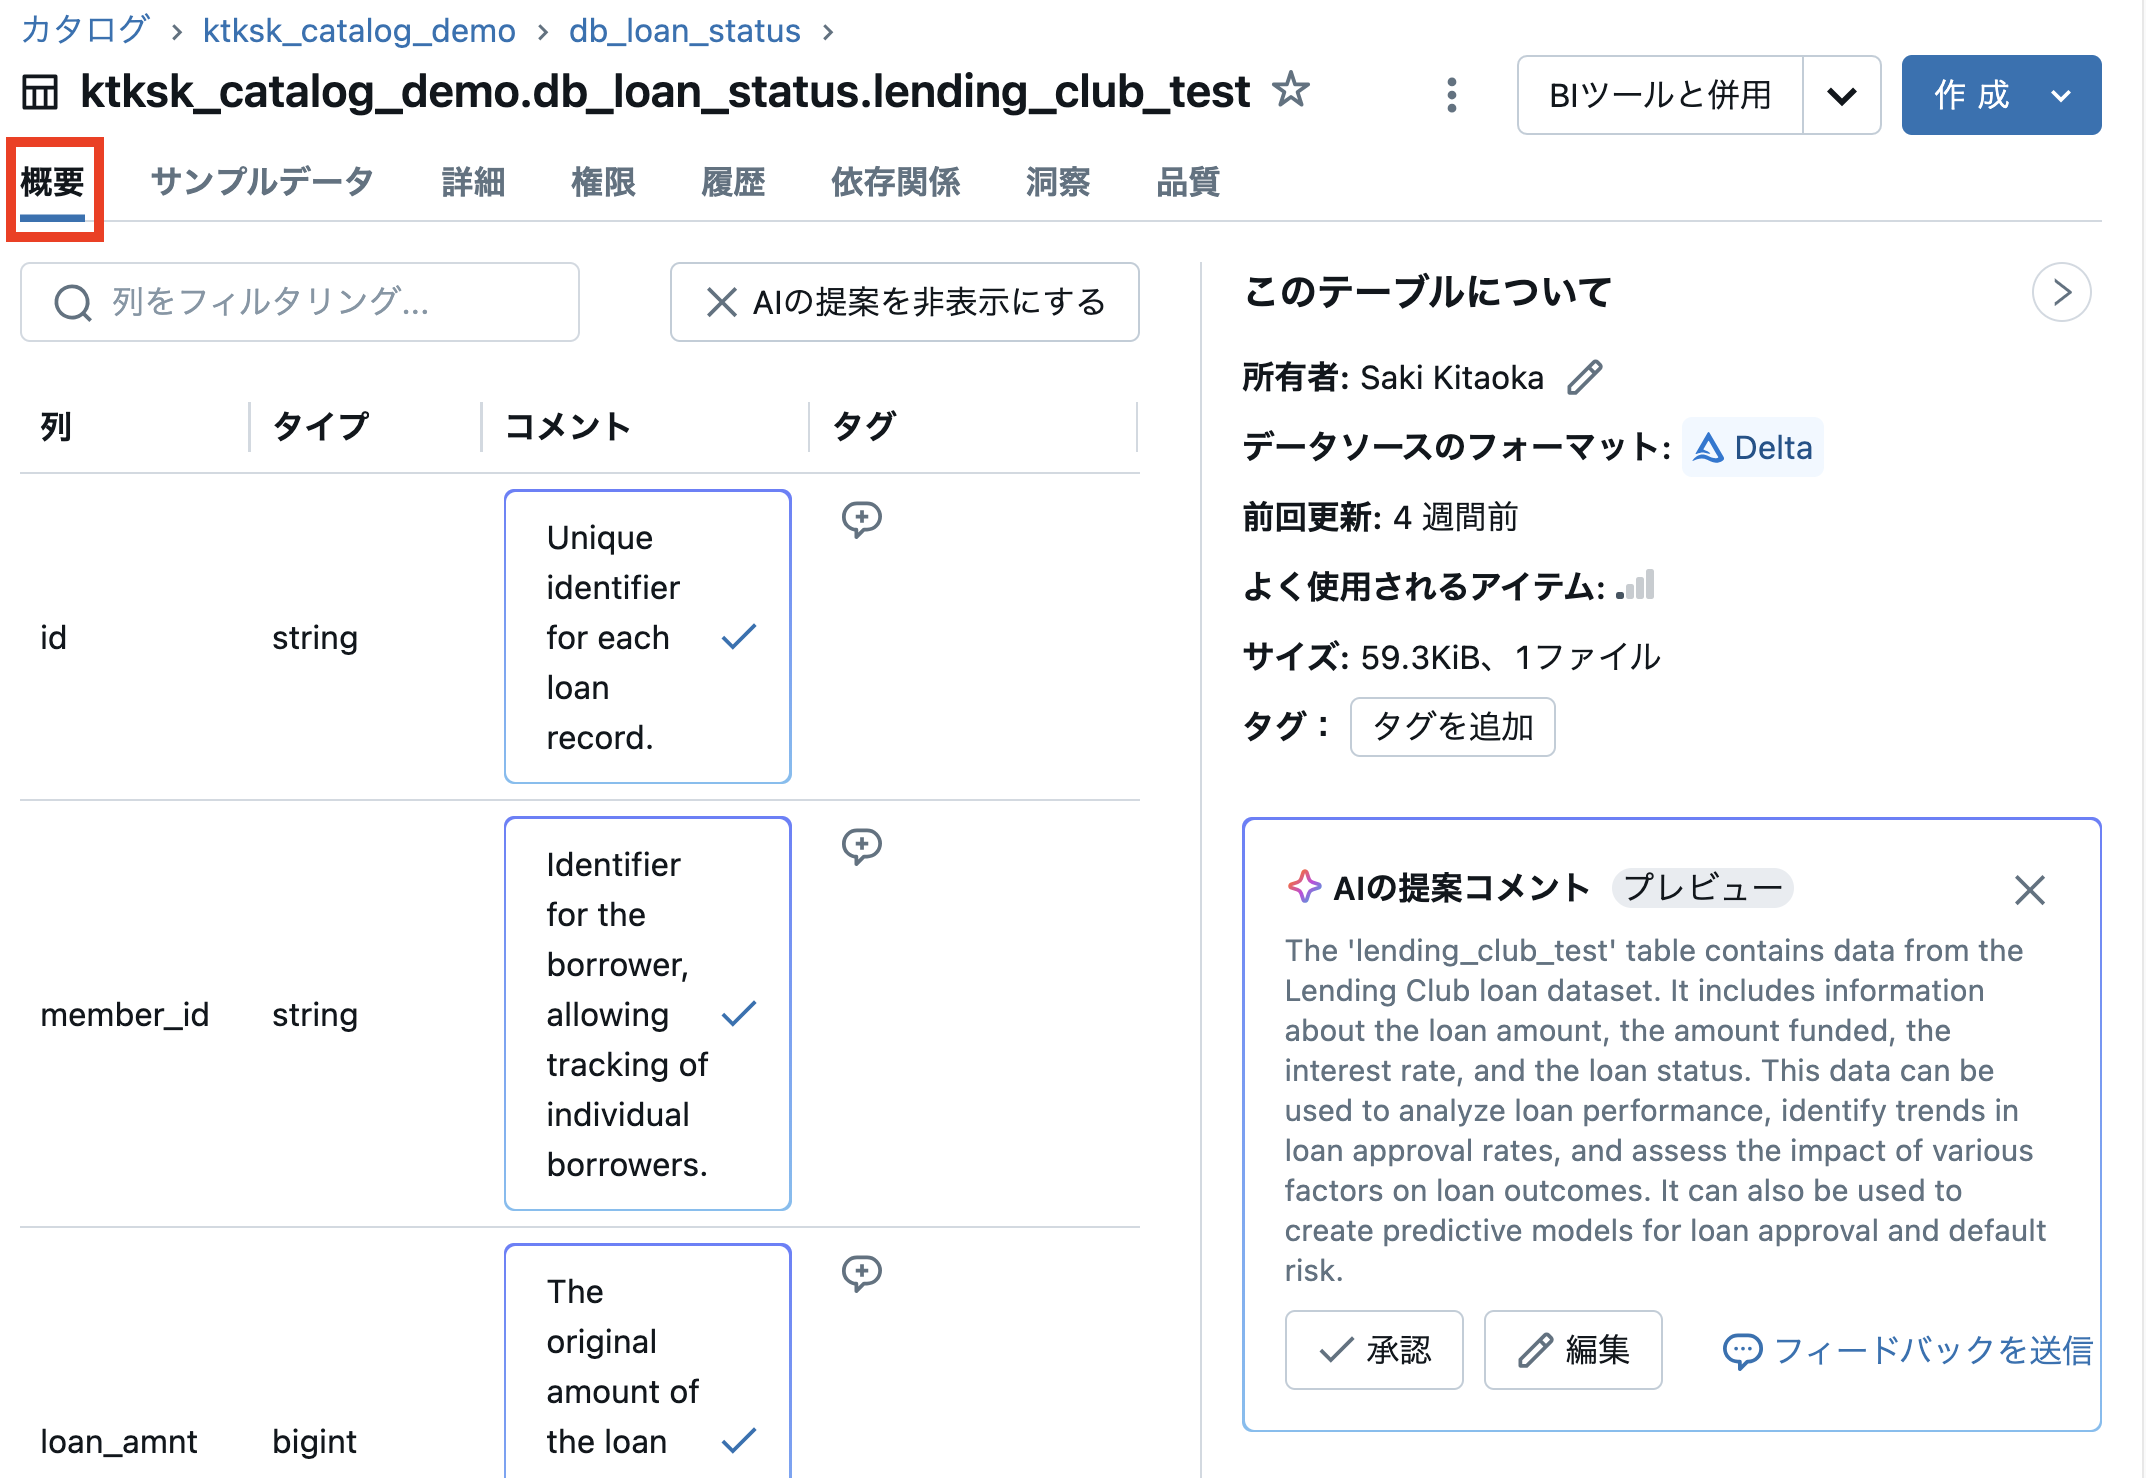 カタログ › ktksk_catalog_demo › db_loan_status ›
ktksk_catalog_demo.db_loan_status.lending_club_test
BIツールと併用
作成
概要 サンプルデータ 詳細 権限 履歴 依存関係 洞察 品質
列をフィルタリング...
AIの提案を非表示にする
列 タイプ コメント タグ
id string
Unique
identifier
for each
loan
record.
member_id string
Identifier
for the
borrower,
allowing
tracking of
individual
borrowers.
loan_amnt bigint
The
original
amount of
the loan
このテーブルについて
所有者: Saki Kitaoka
データソースのフォーマット: Delta
前回更新: 4 週間前
よく使用されるアイテム:
サイズ: 59.3KiB、1ファイル
タグ： タグを追加
AIの提案コメント プレビュー
The 'lending_club_test' table contains data from the
Lending Club loan dataset. It includes information
about the loan amount, the amount funded, the
interest rate, and the loan status. This data can be
used to analyze loan performance, identify trends in
loan approval rates, and assess the impact of various
factors on loan outcomes. It can also be used to
create predictive models for loan approval and default
risk.
承認 編集 フィードバックを送信